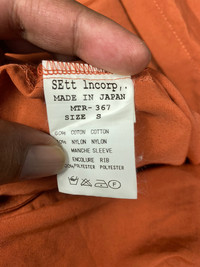 SEtt Incorp,.
MADE IN JAPAN
MTR-367
SIZE S
COTON COTTON
NYLON NYLON
MANCHE SLEEVE
ENCOLURE RIB
POLYESTER POLYESTER